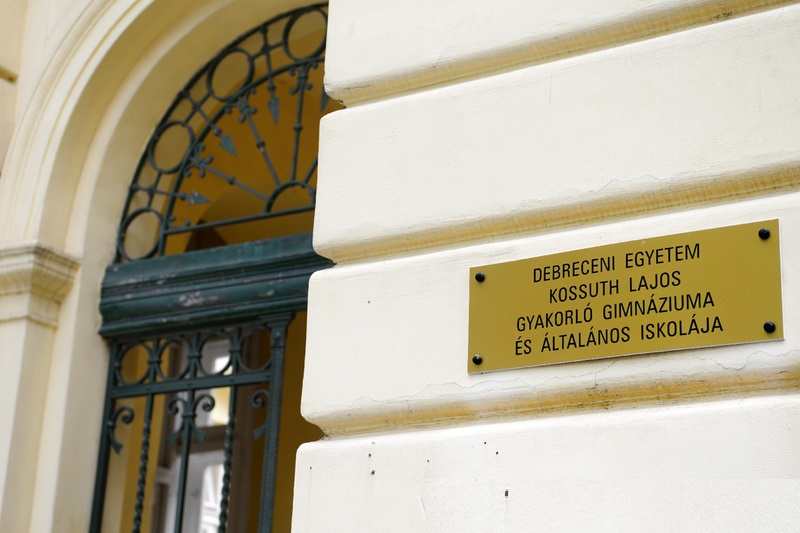 DEBRECENI EGYETEM
KOSSUTH LAJOS
GYAKORLÓ GIMNÁZIUMA
ÉS ÁLTALÁNOS ISKOLÁJA